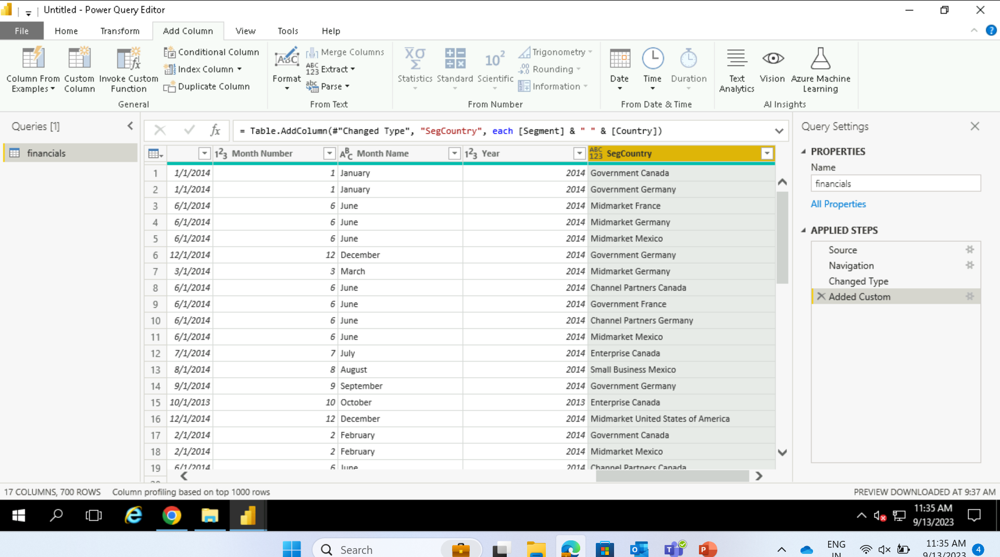 Untitled - Power Query Editor
File Home Transform Add Column View Tools Help
Column From Examples
Custom Column
Invoke Custom Function
Conditional Column
Index Column
Duplicate Column
General
Format
Merge Columns
Extract
Parse
From Text
Statistics
Standard
Scientific
Trigonometry
Rounding
Information
From Number
Date
Time
Duration
From Date & Time
Text Analytics
Vision
Azure Machine Learning
AI Insights
Queries [1]
financials
= Table.AddColumn(#"Changed Type", "SegCountry", each [Segment] & " " & [Country])
Month Number Month Name Year SegCountry
1 1/1/2014 1 January 2014 Government Canada
2 1/1/2014 1 January 2014 Government Germany
3 6/1/2014 6 June 2014 Midmarket France
4 6/1/2014 6 June 2014 Midmarket Germany
5 6/1/2014 6 June 2014 Midmarket Mexico
6 12/1/2014 12 December 2014 Government Germany
7 3/1/2014 3 March 2014 Midmarket Germany
8 6/1/2014 6 June 2014 Channel Partners Canada
9 6/1/2014 6 June 2014 Government France
10 6/1/2014 6 June 2014 Channel Partners Germany
11 6/1/2014 6 June 2014 Midmarket Mexico
12 7/1/2014 7 July 2014 Enterprise Canada
13 8/1/2014 8 August 2014 Small Business Mexico
14 9/1/2014 9 September 2014 Government Germany
15 10/1/2013 10 October 2013 Enterprise Canada
16 12/1/2014 12 December 2014 Midmarket United States of America
17 2/1/2014 2 February 2014 Government Canada
18 2/1/2014 2 February 2014 Midmarket Mexico
19 6/1/2014 6 June 2014 Channel Partners Canada
Query Settings
PROPERTIES
Name
financials
All Properties
APPLIED STEPS
Source
Navigation
Changed Type
Added Custom
17 COLUMNS, 700 ROWS Column profiling based on top 1000 rows
PREVIEW DOWNLOADED AT 9:37 AM
11:35 AM
9/13/2023
Search
ENG
IN
11:35 AM
9/13/2023
4